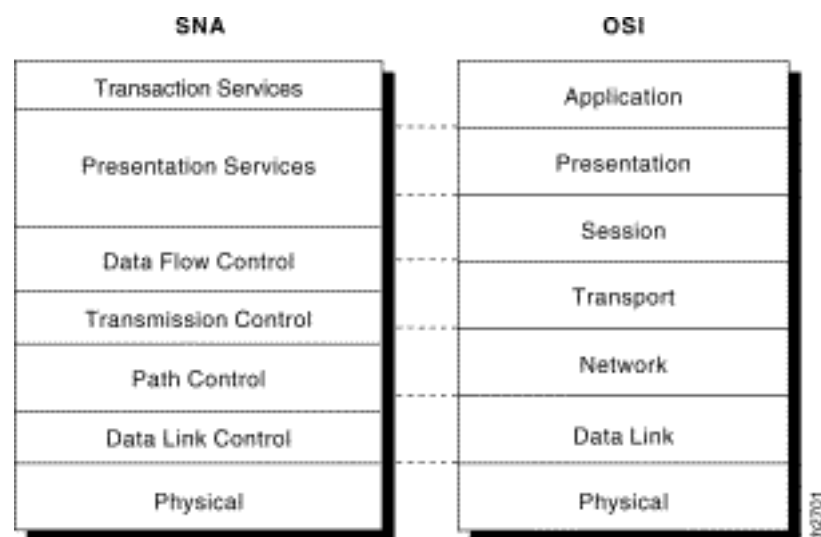 SNA
OSI
Transaction Services
Presentation Services
Data Flow Control
Transmission Control
Path Control
Data Link Control
Physical
Application
Presentation
Session
Transport
Network
Data Link
Physical
h2701